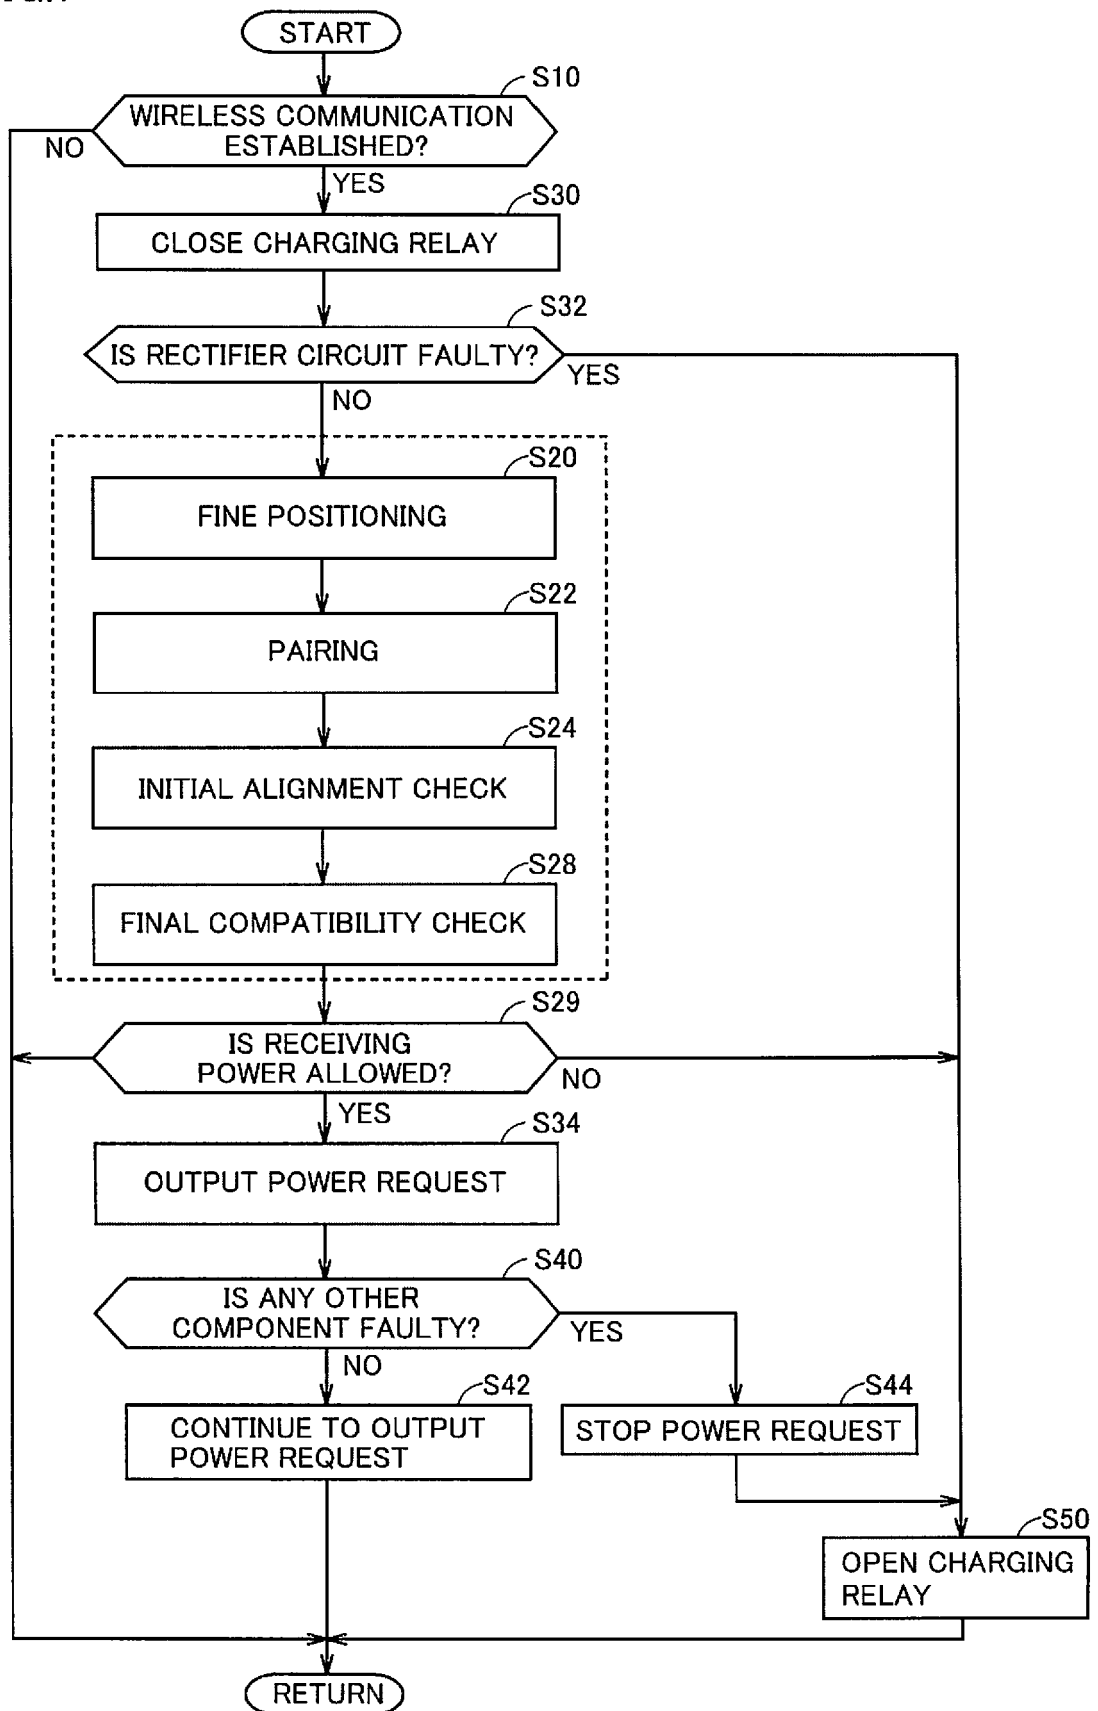 START
S10
WIRELESS COMMUNICATION
ESTABLISHED?
NO
YES
S30
CLOSE CHARGING RELAY
S32
IS RECTIFIER CIRCUIT FAULTY?
YES
NO
S20
FINE POSITIONING
S22
PAIRING
S24
INITIAL ALIGNMENT CHECK
S28
FINAL COMPATIBILITY CHECK
S29
IS RECEIVING
POWER ALLOWED?
NO
YES
S34
OUTPUT POWER REQUEST
S40
IS ANY OTHER
COMPONENT FAULTY?
YES
NO
S42
CONTINUE TO OUTPUT
POWER REQUEST
S44
STOP POWER REQUEST
S50
OPEN CHARGING
RELAY
RETURN